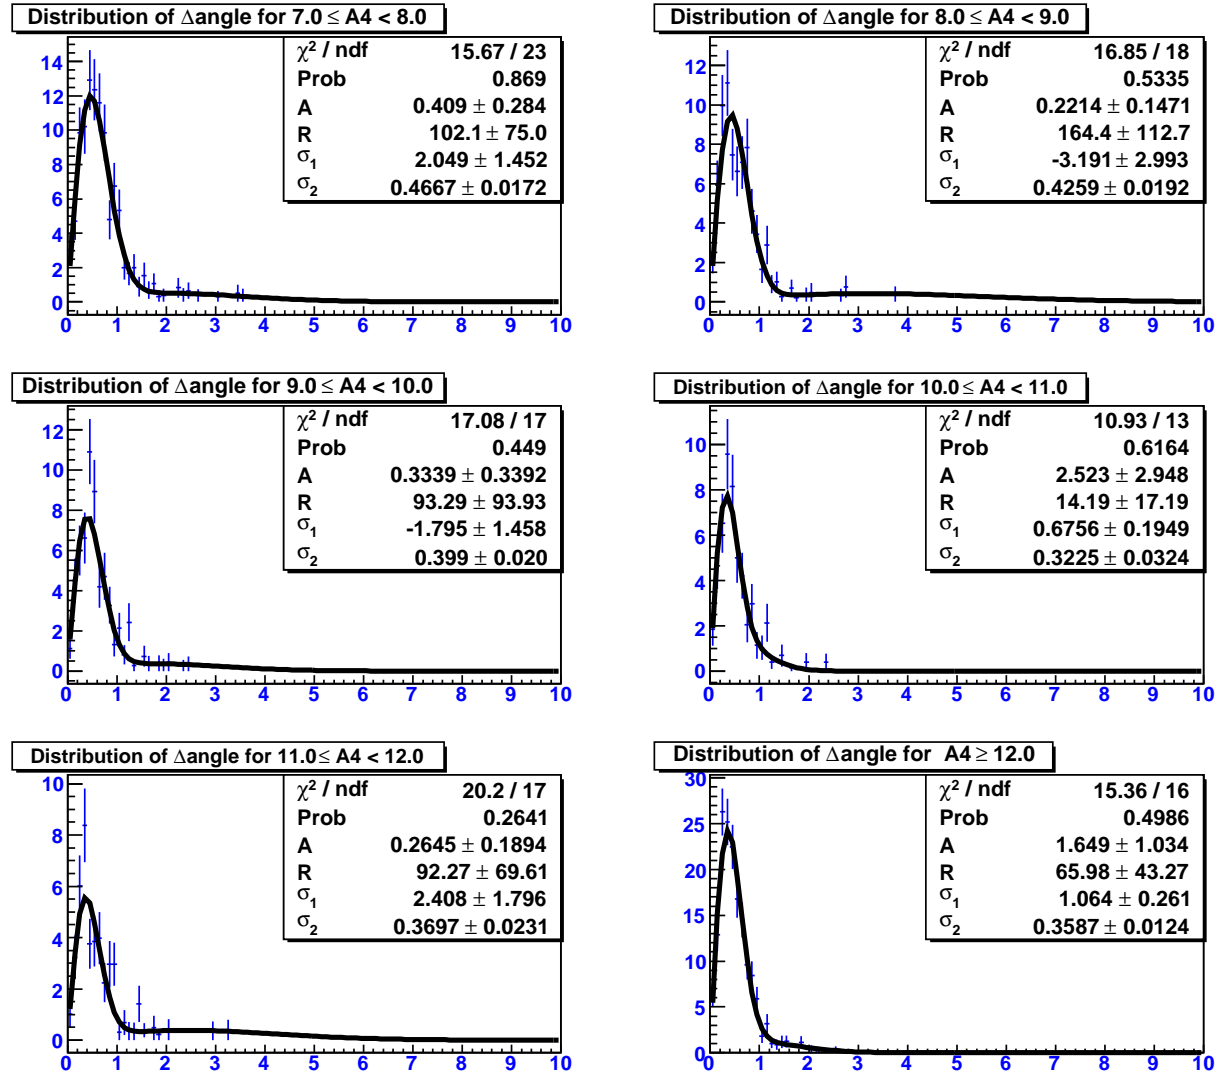 Distribution of Δangle for 7.0 ≤ A4 < 8.0
χ² / ndf 15.67 / 23
Prob 0.869
A 0.409 ± 0.284
R 102.1 ± 75.0
σ₁ 2.049 ± 1.452
σ₂ 0.4667 ± 0.0172
14
12
10
8
6
4
2
0
0 1 2 3 4 5 6 7 8 9 10
Distribution of Δangle for 8.0 ≤ A4 < 9.0
χ² / ndf 16.85 / 18
Prob 0.5335
A 0.2214 ± 0.1471
R 164.4 ± 112.7
σ₁ -3.191 ± 2.993
σ₂ 0.4259 ± 0.0192
12
10
8
6
4
2
0
0 1 2 3 4 5 6 7 8 9 10
Distribution of Δangle for 9.0 ≤ A4 < 10.0
χ² / ndf 17.08 / 17
Prob 0.449
A 0.3339 ± 0.3392
R 93.29 ± 93.93
σ₁ -1.795 ± 1.458
σ₂ 0.399 ± 0.020
12
10
8
6
4
2
0
0 1 2 3 4 5 6 7 8 9 10
Distribution of Δangle for 10.0 ≤ A4 < 11.0
χ² / ndf 10.93 / 13
Prob 0.6164
A 2.523 ± 2.948
R 14.19 ± 17.19
σ₁ 0.6756 ± 0.1949
σ₂ 0.3225 ± 0.0324
10
8
6
4
2
0
0 1 2 3 4 5 6 7 8 9 10
Distribution of Δangle for 11.0 ≤ A4 < 12.0
χ² / ndf 20.2 / 17
Prob 0.2641
A 0.2645 ± 0.1894
R 92.27 ± 69.61
σ₁ 2.408 ± 1.796
σ₂ 0.3697 ± 0.0231
10
8
6
4
2
0
0 1 2 3 4 5 6 7 8 9 10
Distribution of Δangle for A4 ≥ 12.0
χ² / ndf 15.36 / 16
Prob 0.4986
A 1.649 ± 1.034
R 65.98 ± 43.27
σ₁ 1.064 ± 0.261
σ₂ 0.3587 ± 0.0124
30
25
20
15
10
5
0
0 1 2 3 4 5 6 7 8 9 10